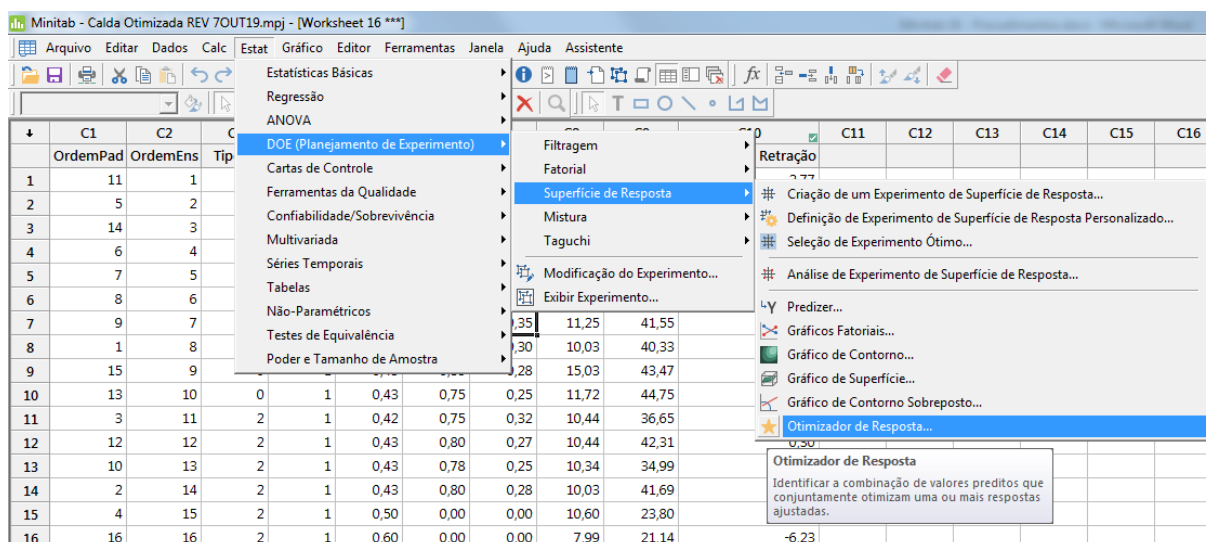 Minitab - Calda Otimizada REV 7OUT19.mpj - [Worksheet 16 ***]
Arquivo Editar Dados Calc Estat Gráfico Editor Ferramentas Janela Ajuda Assistente
Estatísticas Básicas
Regressão
ANOVA
DOE (Planejamento de Experimento)
Cartas de Controle
Ferramentas da Qualidade
Confiabilidade/Sobrevivência
Multivariada
Séries Temporais
Tabelas
Não-Paramétricos
Testes de Equivalência
Poder e Tamanho de Amostra
Filtragem
Fatorial
Superfície de Resposta
Mistura
Taguchi
Modificação do Experimento...
Exibir Experimento...
Criação de um Experimento de Superfície de Resposta...
Definição de Experimento de Superfície de Resposta Personalizado...
Seleção de Experimento Ótimo...
Análise de Experimento de Superfície de Resposta...
Predizer...
Gráficos Fatoriais...
Gráfico de Contorno...
Gráfico de Superfície...
Gráfico de Contorno Sobreposto...
Otimizador de Resposta...
Otimizador de Resposta
Identificar a combinação de valores preditos que
conjuntamente otimizam uma ou mais respostas
ajustadas.
C1 C2 C11 C12 C13 C14 C15 C16
OrdemPad OrdemEns Tip Retração
1 11 1
2 5 2
3 14 3
4 6 4
5 7 5
6 8 6
7 9 7 ,35 11,25 41,55
8 1 8 ,30 10,03 40,33
9 15 9 ,28 15,03 43,47
10 13 10 0 1 0,43 0,75 0,25 11,72 44,75
11 3 11 2 1 0,42 0,75 0,32 10,44 36,65
12 12 12 2 1 0,43 0,80 0,27 10,44 42,31
13 10 13 2 1 0,43 0,78 0,25 10,34 34,99
14 2 14 2 1 0,43 0,80 0,28 10,03 41,69
15 4 15 2 1 0,50 0,00 0,00 10,60 23,80
16 16 16 2 1 0,60 0,00 0,00 7,99 21,14 -6,23